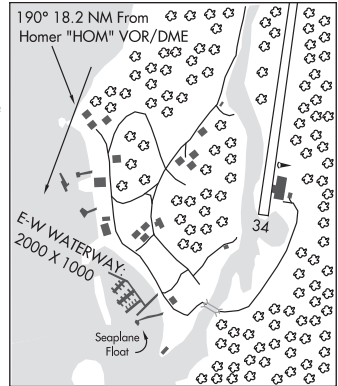 190° 18.2 NM From
Homer "HOM" VOR/DME
E-W WATERWAY:
2000 X 1000
34
Seaplane
Float